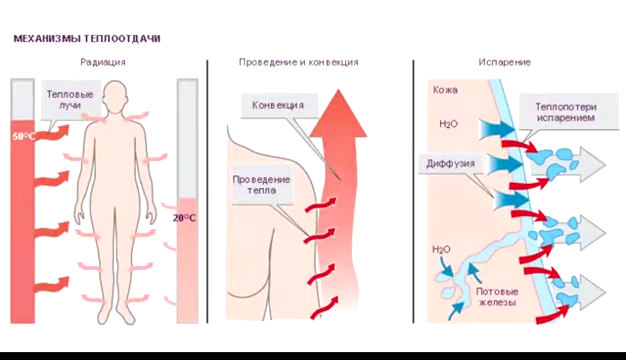 МЕХАНИЗМЫ ТЕПЛООТДАЧИ
Радиация
Проведение и конвекция
Испарение
Тепловые
лучи
50°C
20°C
Конвекция
Проведение
тепла
Кожа
H2O
Теплопотери
испарением
Диффузия
H2O
Потовые
железы